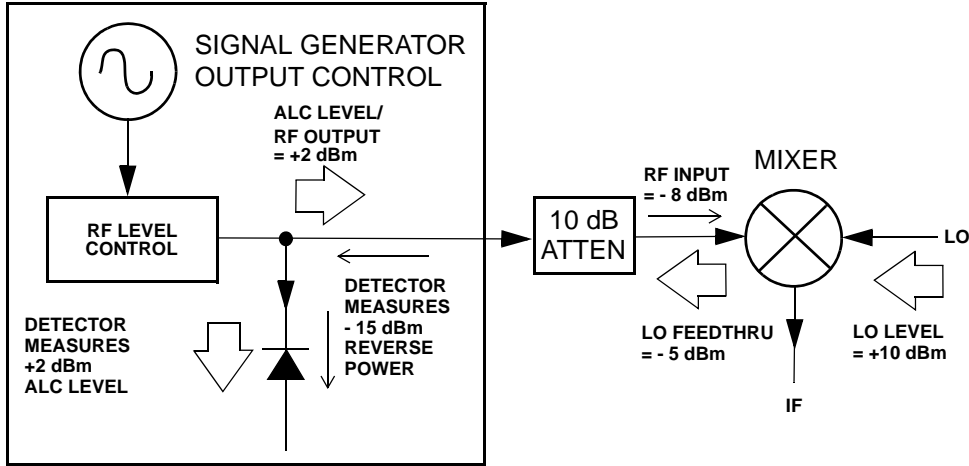 SIGNAL GENERATOR
OUTPUT CONTROL
ALC LEVEL/
RF OUTPUT
= +2 dBm
RF LEVEL
CONTROL
DETECTOR
MEASURES
+2 dBm
ALC LEVEL
DETECTOR
MEASURES
- 15 dBm
REVERSE
POWER
10 dB
ATTEN
RF INPUT
= - 8 dBm
MIXER
LO FEEDTHRU
= - 5 dBm
LO
LO LEVEL
= +10 dBm
IF